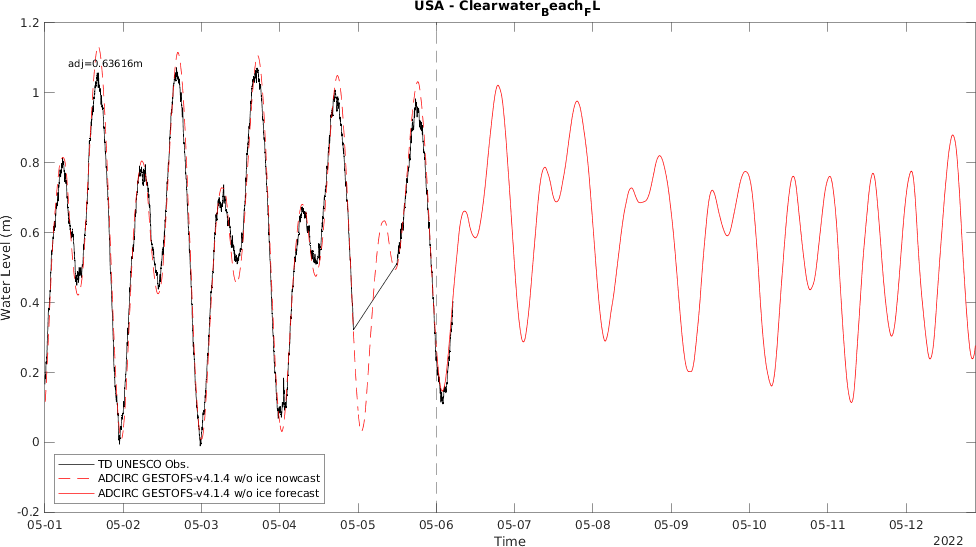 USA - Clearwater_Beach_FL
adj=0.63616m
1.2
1
0.8
0.6
0.4
0.2
0
-0.2
Water Level (m)
TD UNESCO Obs.
ADCIRC GESTOFS-v4.1.4 w/o ice nowcast
ADCIRC GESTOFS-v4.1.4 w/o ice forecast
05-01 05-02 05-03 05-04 05-05 05-06 05-07 05-08 05-09 05-10 05-11 05-12
Time
2022